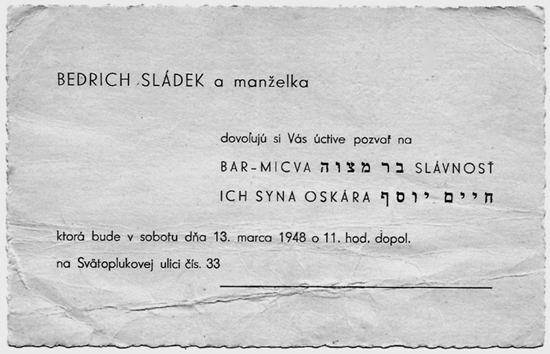 BEDRICH SLÁDEK a manželka
dovoľujú si Vás úctive pozvať na
BAR-MICVA בר מצוה SLÁVNOSŤ
ICH SYNA OSKÁRA חיים יוסף
ktorá bude v sobotu dňa 13. marca 1948 o 11. hod. dopol.
na Svätoplukovej ulici čís. 33